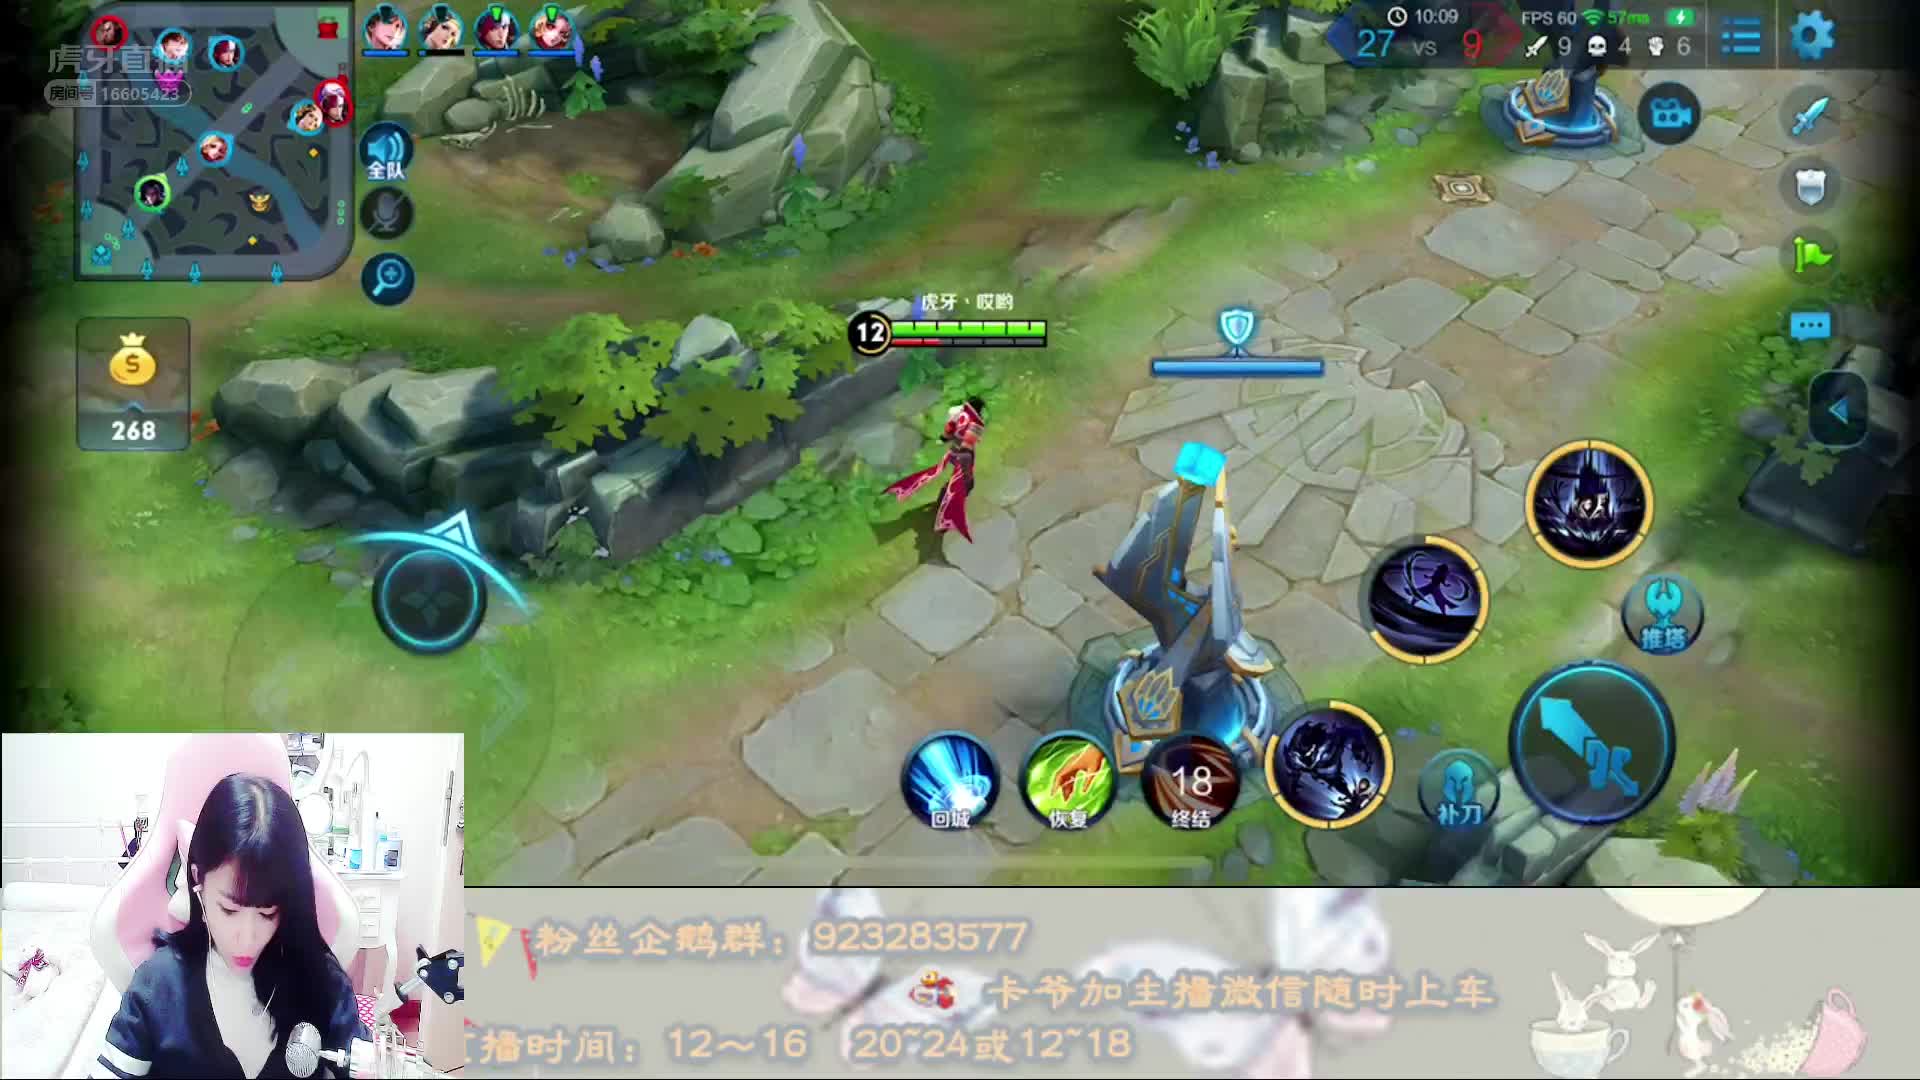 虎牙直播
房间号 16605423
全队
268
10:09
FPS 60 57ms
27 VS 9
9 4 6
虎牙、哎哟
12
推塔
补刀
回城
恢复
18
终结
粉丝企鹅群：923283577
卡爷加主播微信随时上车
播时间：12～16 20~24或12~18